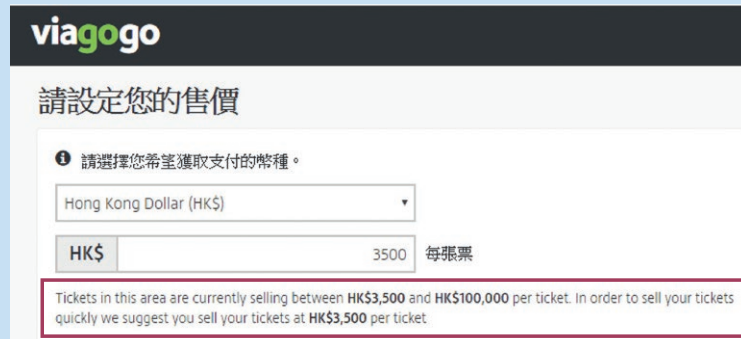 viagogo
請設定您的售價
請選擇您希望獲取支付的幣種。
Hong Kong Dollar (HK$)
HK$ 3500 每張票
Tickets in this area are currently selling between HK$3,500 and HK$100,000 per ticket. In order to sell your tickets
quickly we suggest you sell your tickets at HK$3,500 per ticket